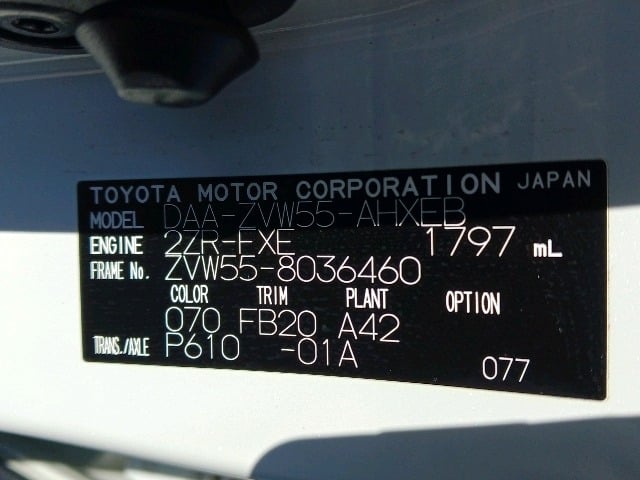 TOYOTA MOTOR CORPORATION JAPAN
MODEL DAA-ZVW55-AHXEB
ENGINE 2ZR-FXE 1797 mL
FRAME No. ZVW55-8036460
COLOR TRIM PLANT OPTION
070 FB20 A42
TRANS./AXLE P610 -01A 077